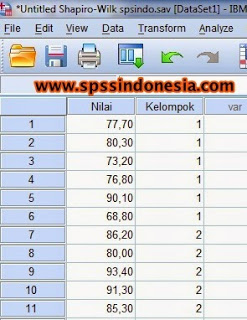 *Untitled Shapiro-Wilk spsindo.sav [DataSet1] - IBM
File Edit View Data Transform Analyze
www.spssindonesia.com
Nilai Kelompok var
1 77,70 1
2 80,30 1
3 73,20 1
4 76,80 1
5 90,10 1
6 68,80 1
7 86,20 2
8 80,00 2
9 93,40 2
10 91,30 2
11 85,30 2